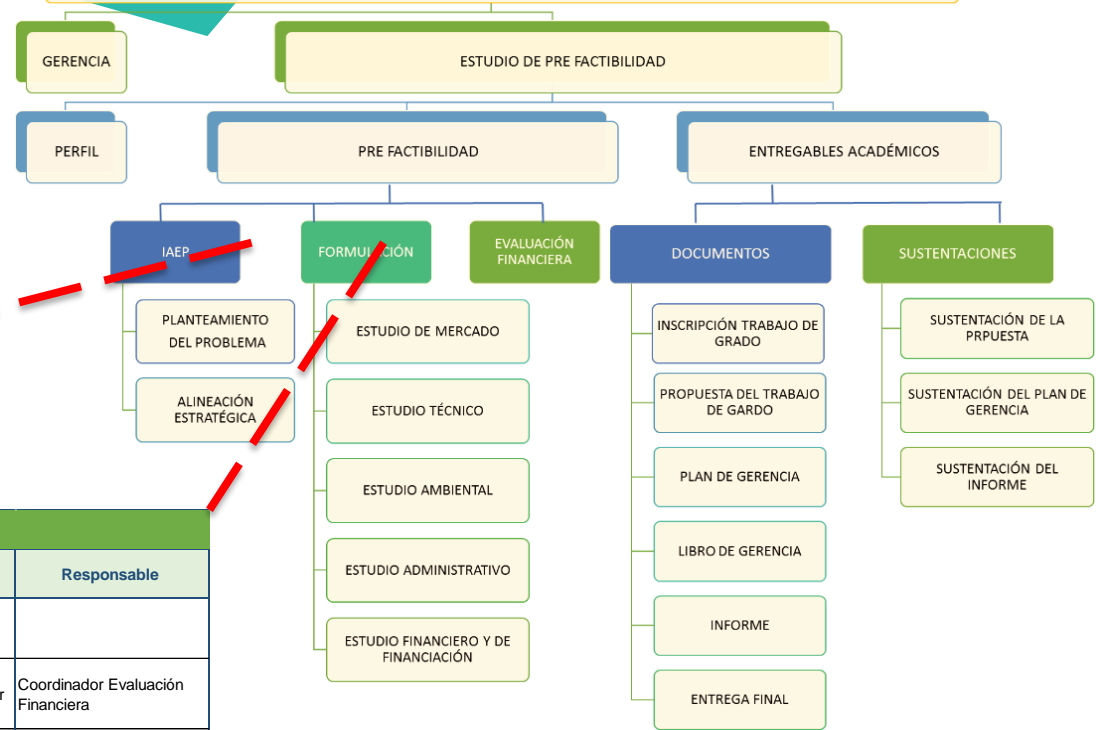 GERENCIA
ESTUDIO DE PRE FACTIBILIDAD
PERFIL
PRE FACTIBILIDAD
ENTREGABLES ACADÉMICOS
IAEP
FORMULACIÓN
EVALUACIÓN
FINANCIERA
DOCUMENTOS
SUSTENTACIONES
PLANTEAMIENTO
DEL PROBLEMA
ALINEACIÓN
ESTRATÉGICA
ESTUDIO DE MERCADO
ESTUDIO TÉCNICO
ESTUDIO AMBIENTAL
ESTUDIO ADMINISTRATIVO
ESTUDIO FINANCIERO Y DE
FINANCIACIÓN
INSCRIPCIÓN TRABAJO DE
GRADO
PROPUESTA DEL TRABAJO
DE GARDO
PLAN DE GERENCIA
LIBRO DE GERENCIA
INFORME
ENTREGA FINAL
SUSTENTACIÓN DE LA
PRPUESTA
SUSTENTACIÓN DEL PLAN DE
GERENCIA
SUSTENTACIÓN DEL
INFORME
Responsable
r
Coordinador Evaluación
Financiera